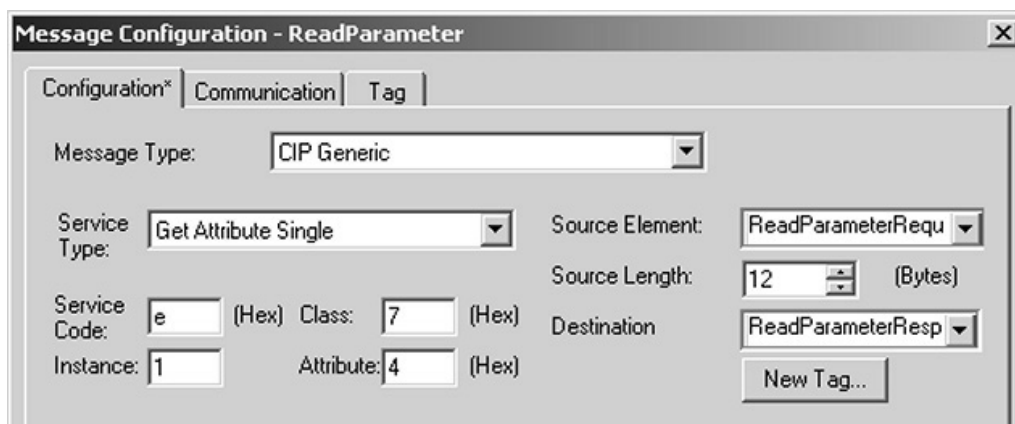 Message Configuration - ReadParameter
Configuration* Communication Tag
Message Type: CIP Generic
Service Type: Get Attribute Single
Source Element: ReadParameterRequ
Source Length: 12 (Bytes)
Service Code: e (Hex) Class: 7 (Hex)
Destination ReadParameterResp
Instance: 1 Attribute: 4 (Hex)
New Tag...